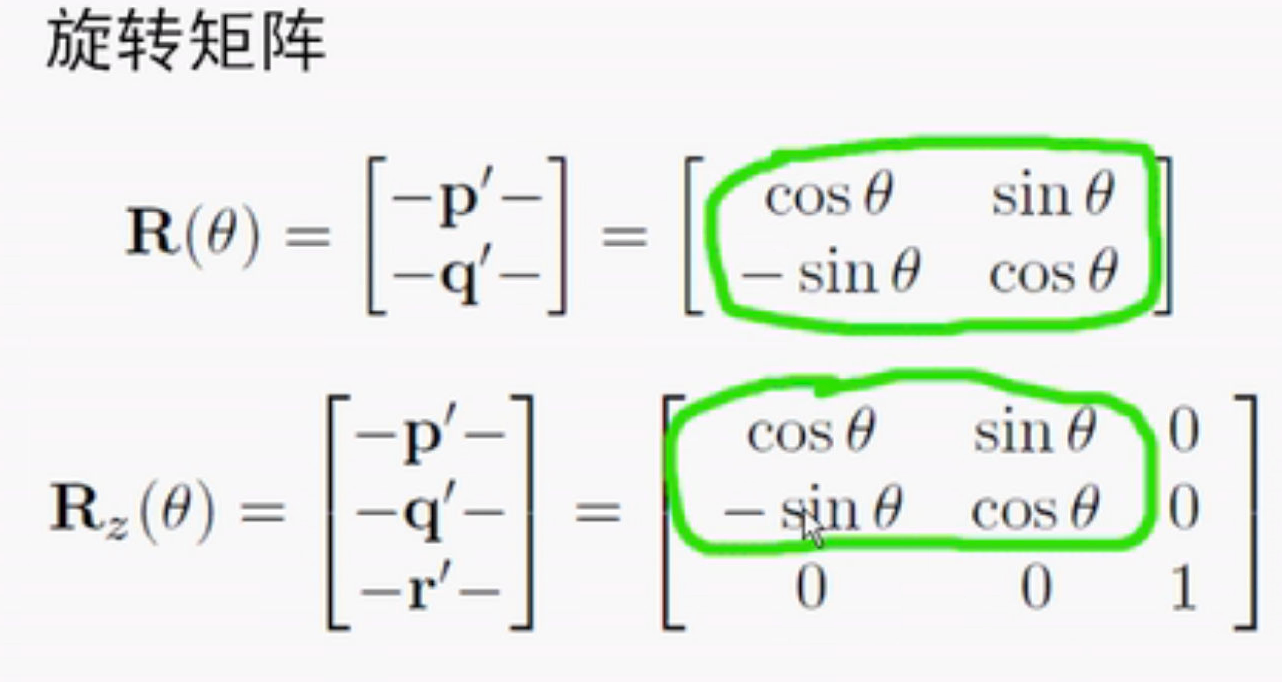 旋转矩阵
R(θ) = [−p′− −q′−] = [cos θ sin θ − sin θ cos θ]
R_z(θ) = [−p′− −q′− −r′−] = [cos θ sin θ 0 − sin θ cos θ 0 0 0 1]